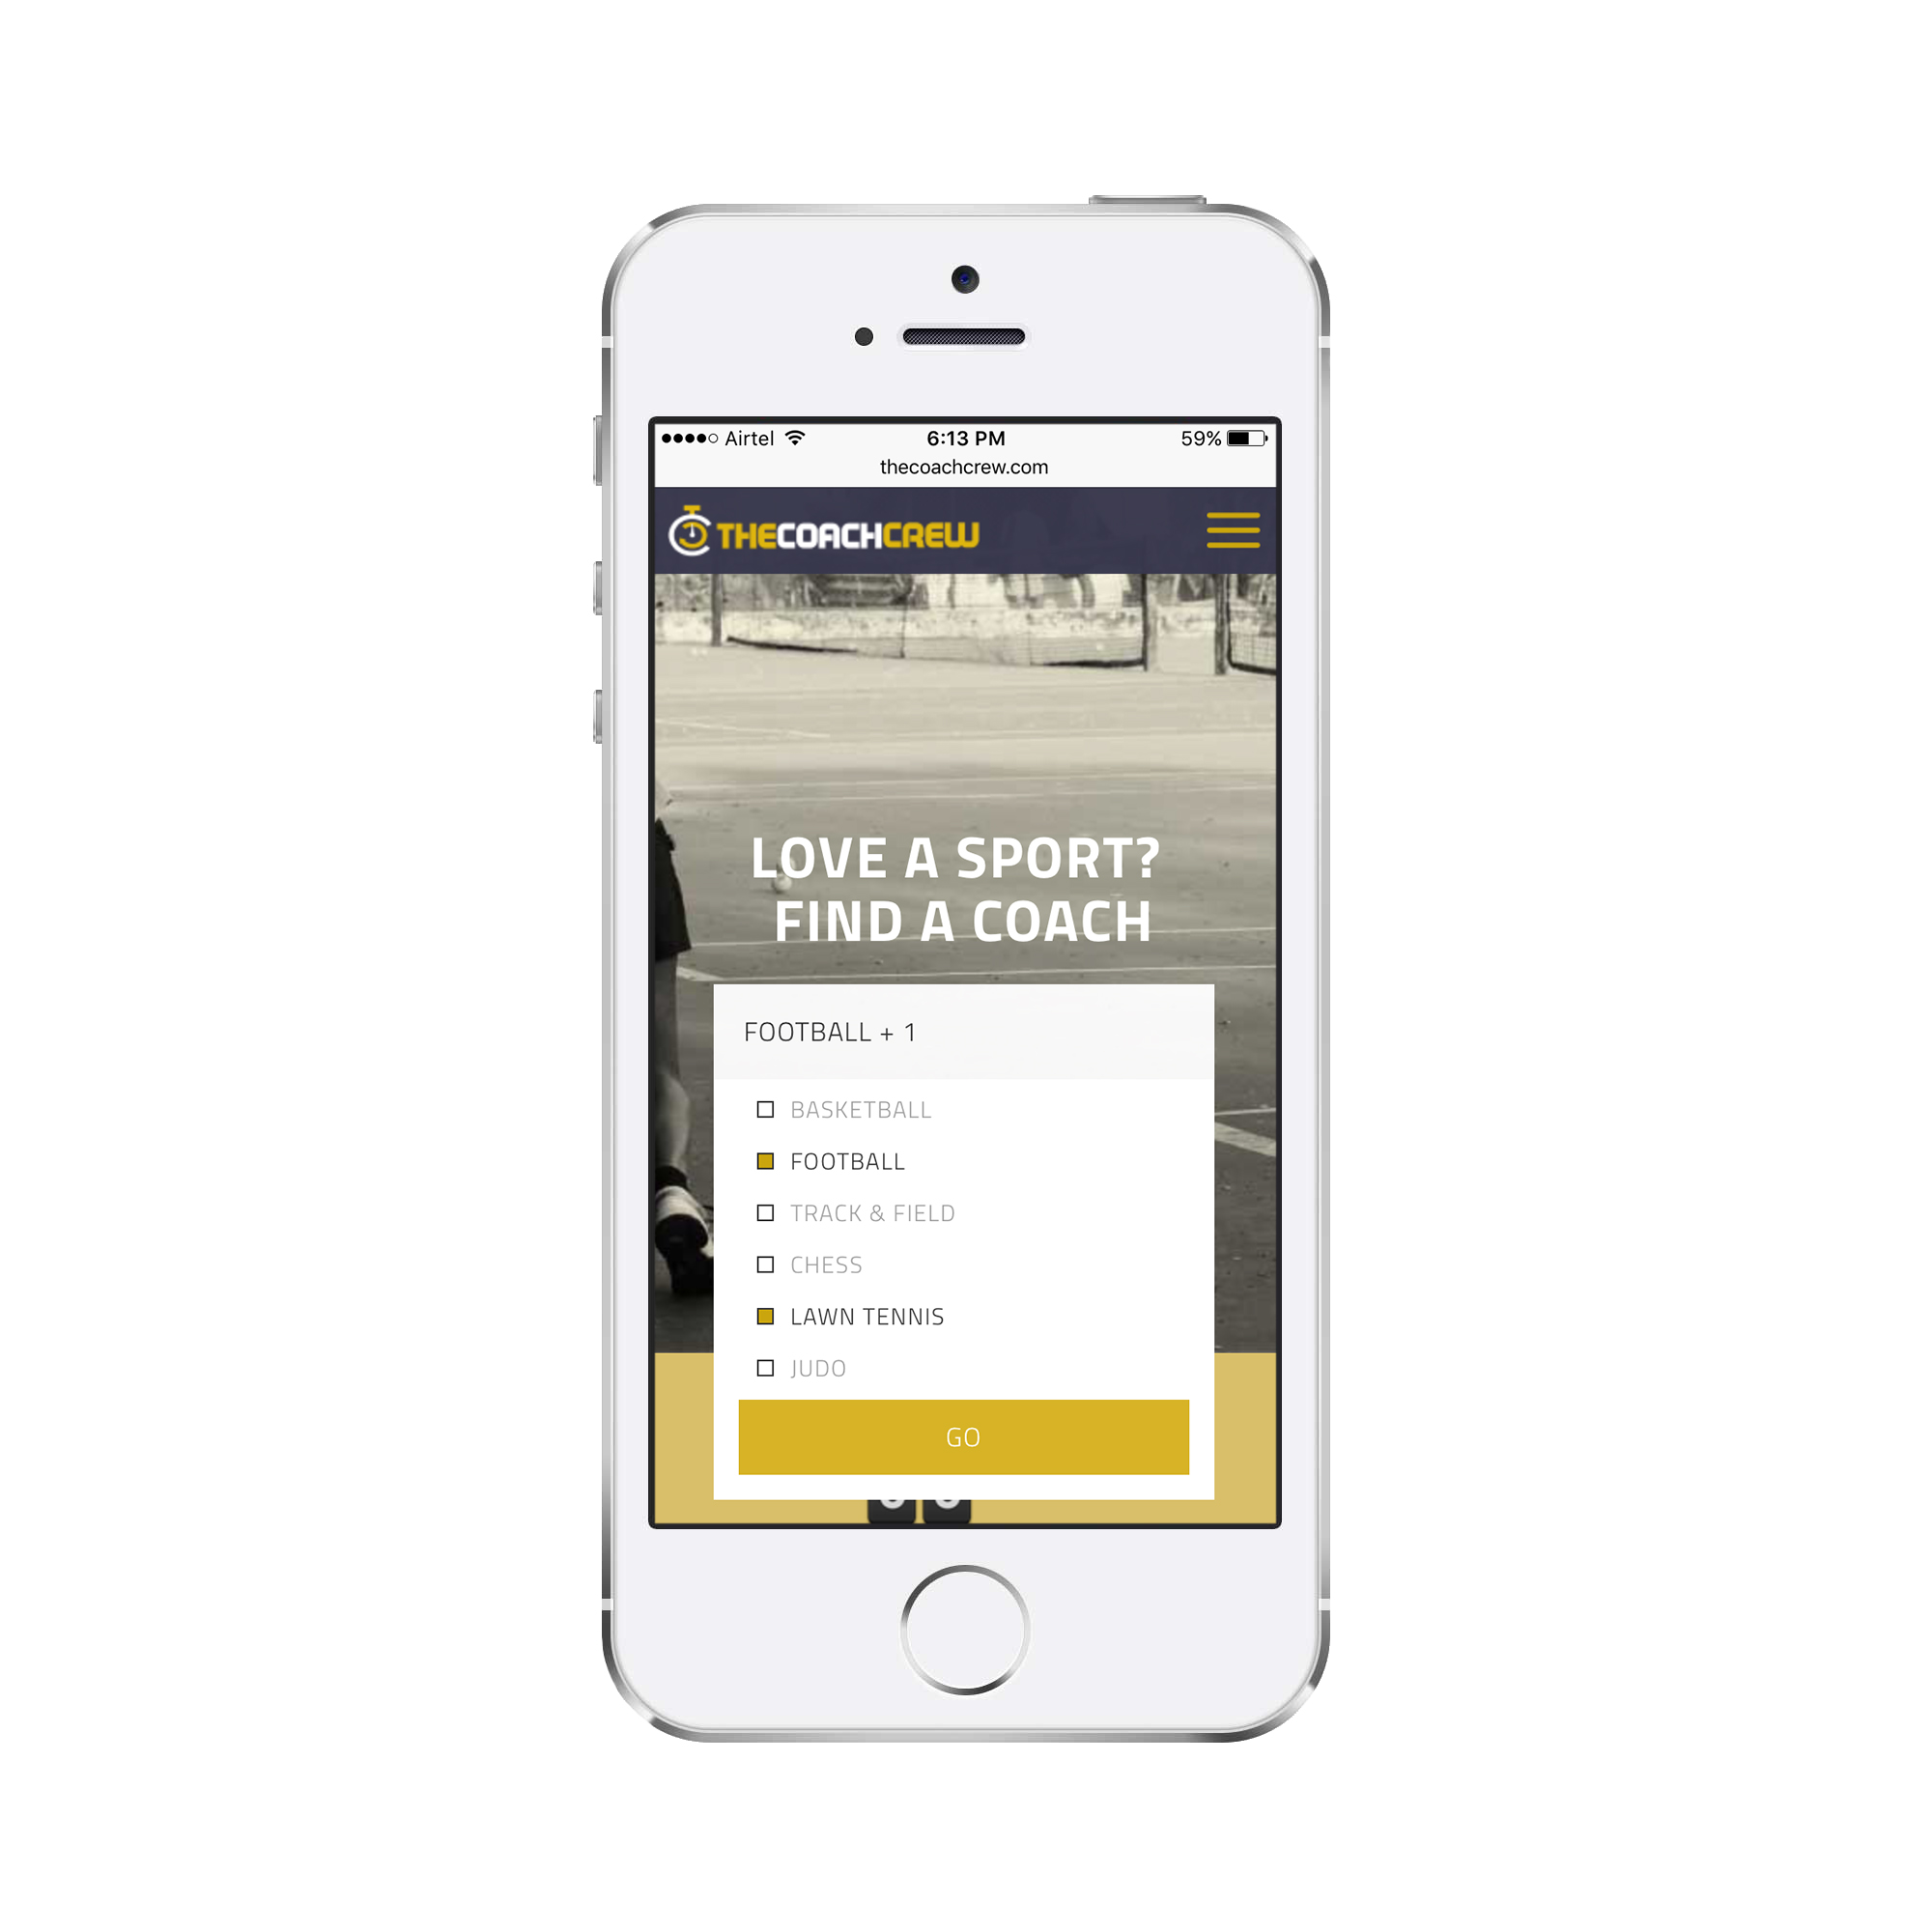 Airtel 6:13 PM 59%
thecoachcrew.com
THECOACHCREW
LOVE A SPORT?
FIND A COACH
FOOTBALL + 1
BASKETBALL
FOOTBALL
TRACK & FIELD
CHESS
LAWN TENNIS
JUDO
GO